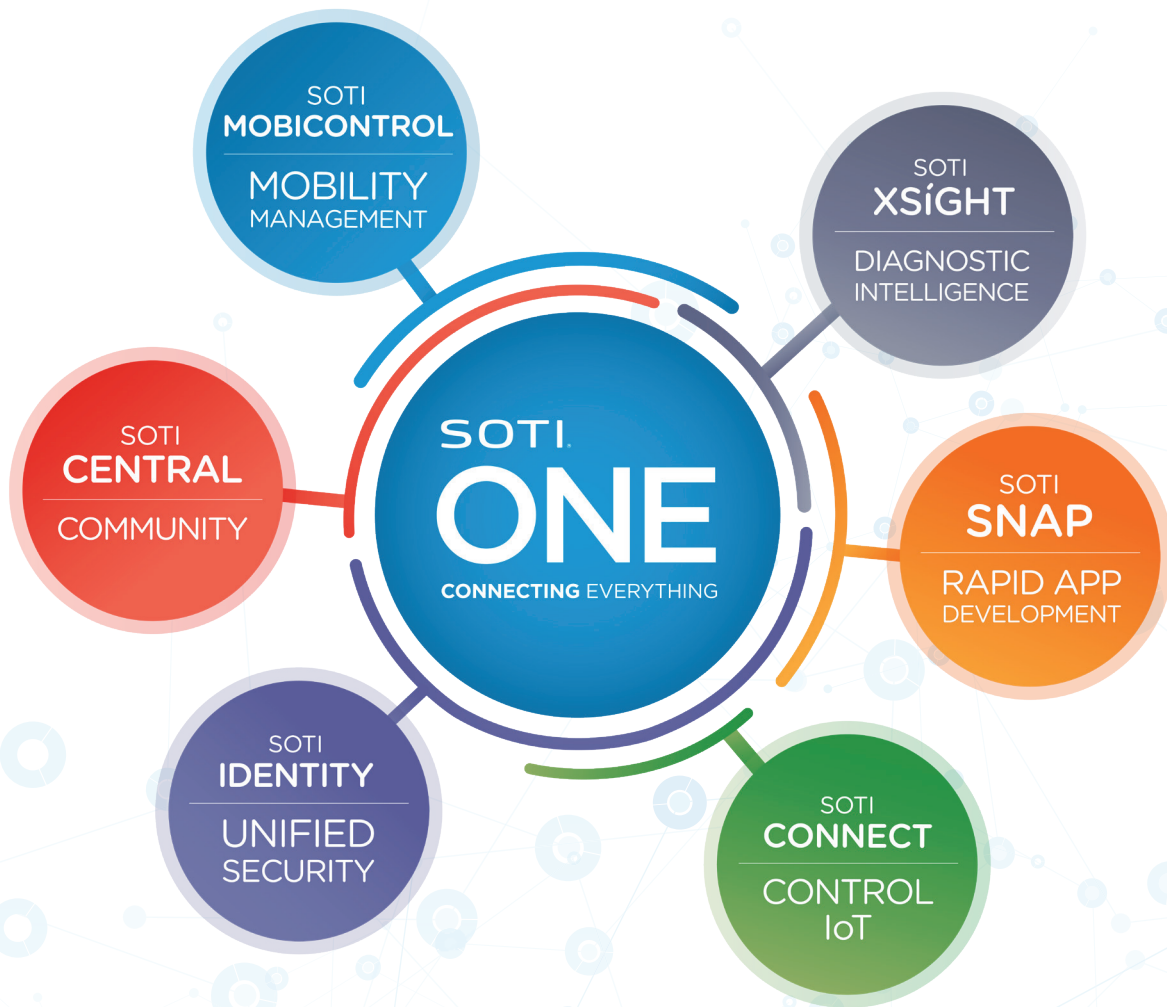 SOTI
MOBICONTROL
MOBILITY
MANAGEMENT
SOTI
XSíGHT
DIAGNOSTIC
INTELLIGENCE
SOTI
CENTRAL
COMMUNITY
SOTI.
ONE
CONNECTING EVERYTHING
SOTI
SNAP
RAPID APP
DEVELOPMENT
SOTI
IDENTITY
UNIFIED
SECURITY
SOTI
CONNECT
CONTROL
IoT